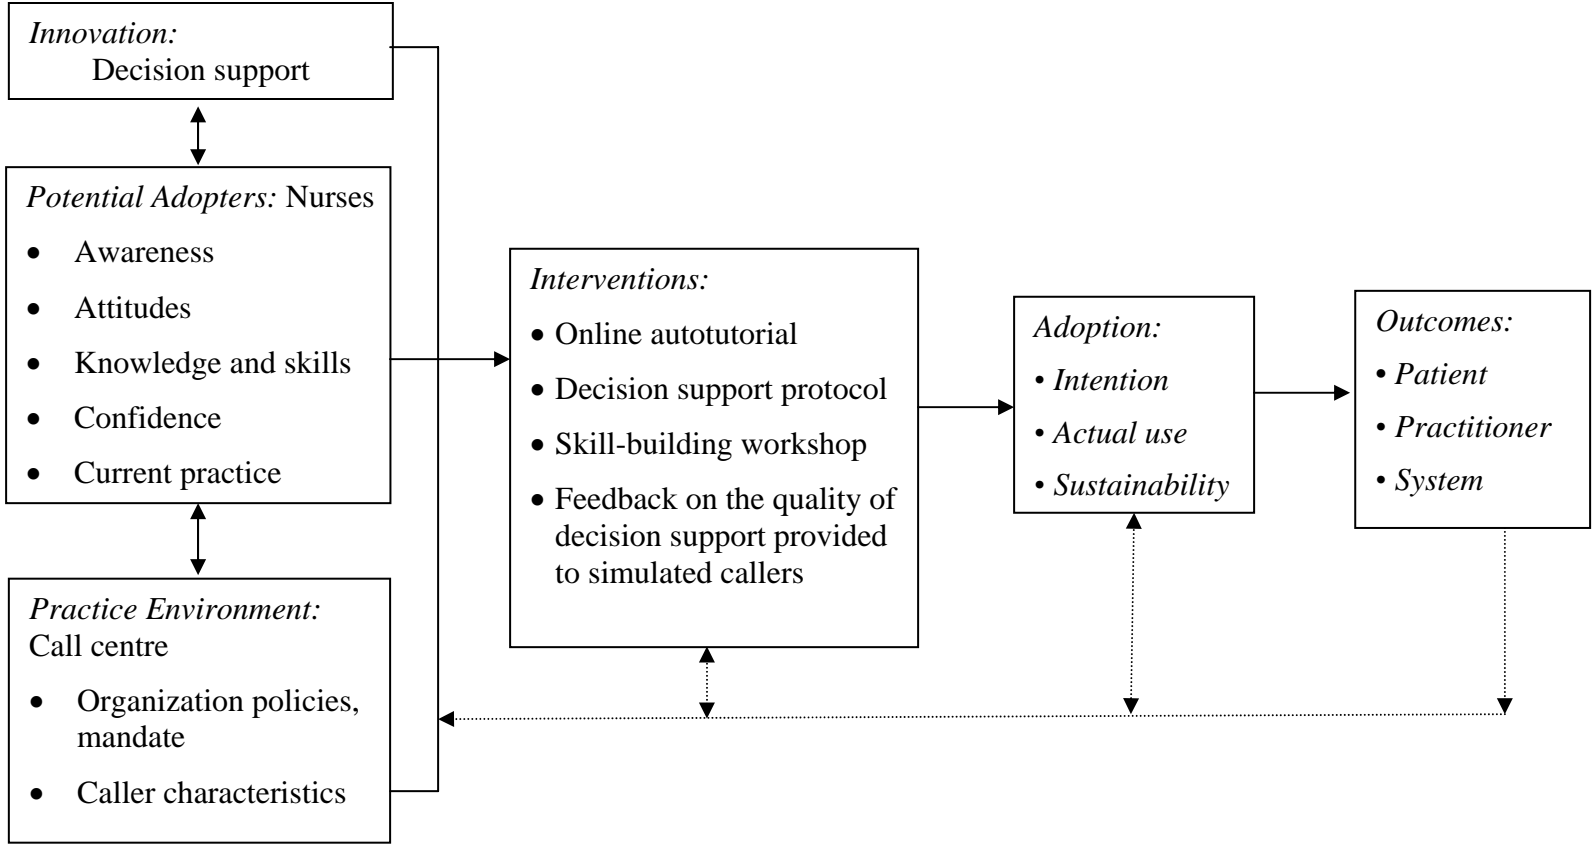 Innovation:
Decision support
Potential Adopters: Nurses
• Awareness
• Attitudes
• Knowledge and skills
• Confidence
• Current practice
Practice Environment:
Call centre
• Organization policies,
mandate
• Caller characteristics
Interventions:
• Online autotutorial
• Decision support protocol
• Skill-building workshop
• Feedback on the quality of
decision support provided
to simulated callers
Adoption:
• Intention
• Actual use
• Sustainability
Outcomes:
• Patient
• Practitioner
• System